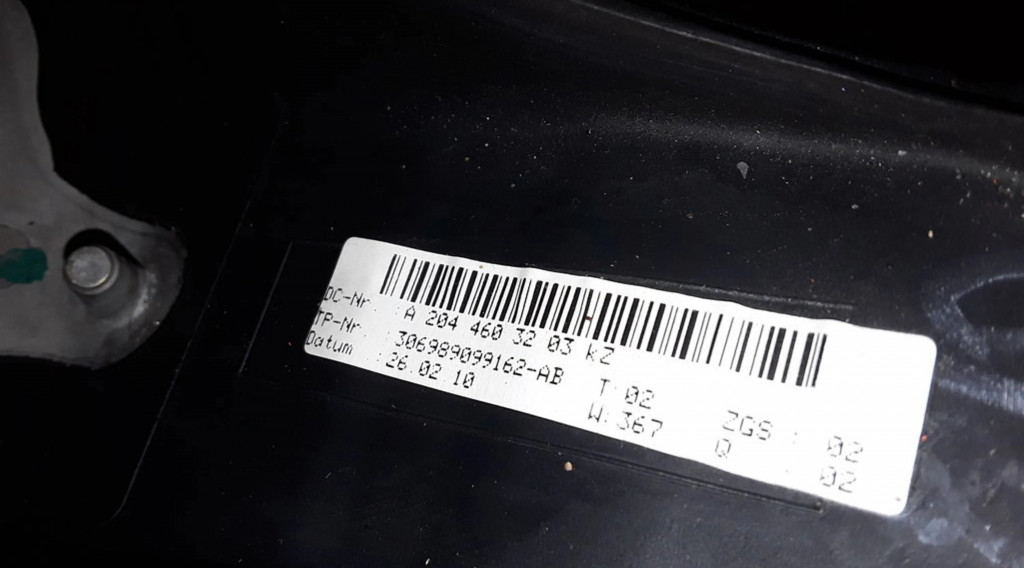 DC-Nr. : A 204 460 32 03 kZ
TP-Nr. : 306989099162-AB
Datum : 26.02.10
T: 02
W: 367
ZGS : 02
Q : 02